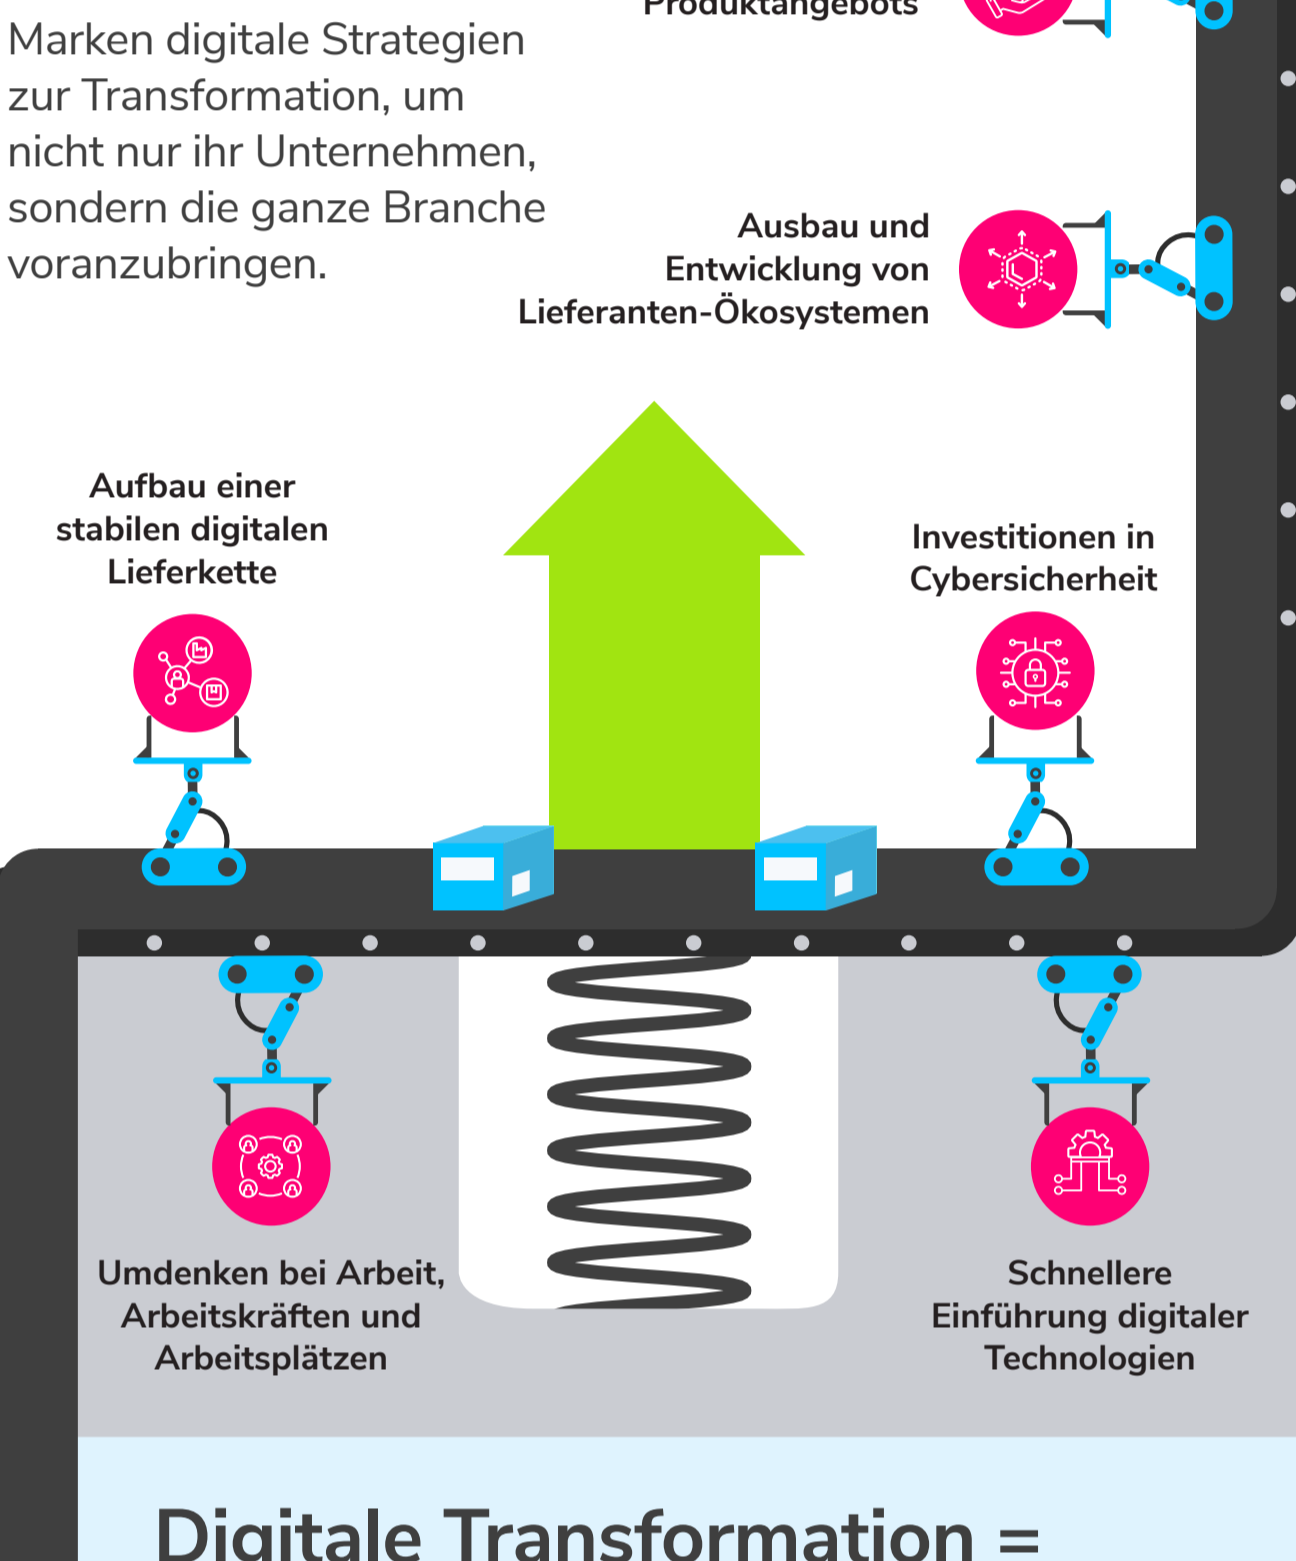 Produktangebots
Marken digitale Strategien
zur Transformation, um
nicht nur ihr Unternehmen,
sondern die ganze Branche
voranzubringen.
Ausbau und
Entwicklung von
Lieferanten-Ökosystemen
Aufbau einer
stabilen digitalen
Lieferkette
Investitionen in
Cybersicherheit
Umdenken bei Arbeit,
Arbeitskräften und
Arbeitsplätzen
Schnellere
Einführung digitaler
Technologien
Digitale Transformation =